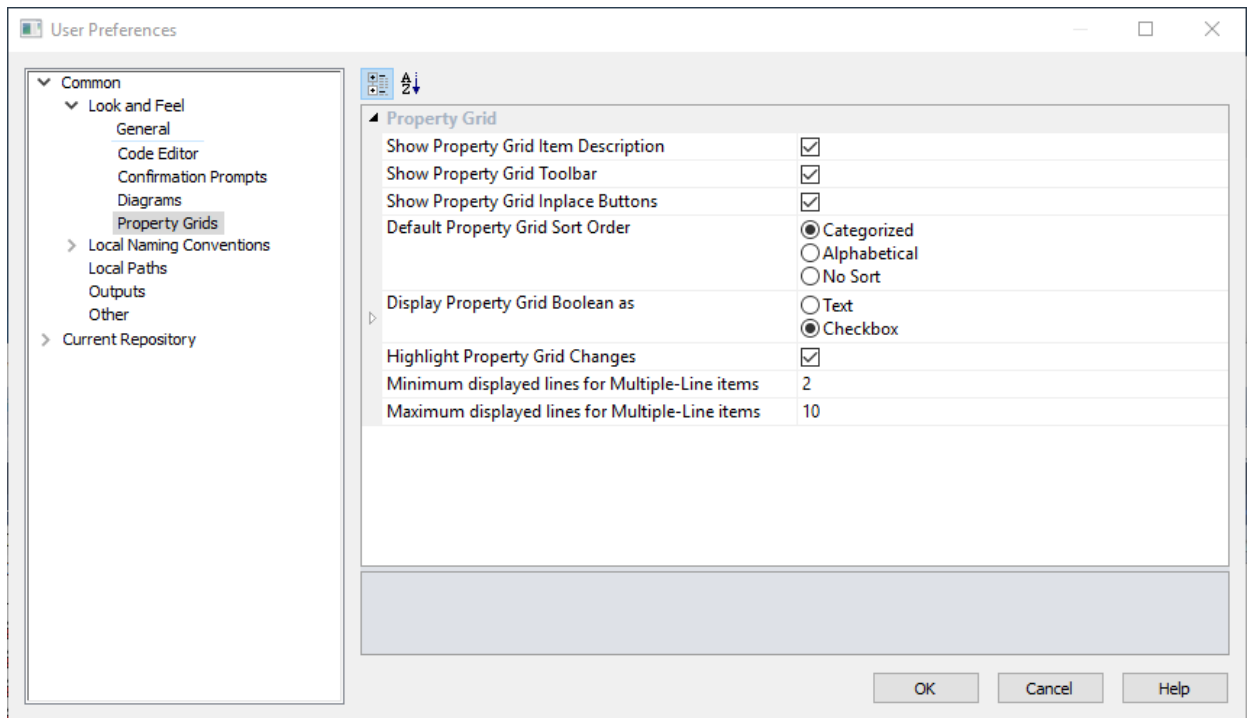 User Preferences
Common
Look and Feel
General
Code Editor
Confirmation Prompts
Diagrams
Property Grids
Local Naming Conventions
Local Paths
Outputs
Other
Current Repository
Property Grid
Show Property Grid Item Description
Show Property Grid Toolbar
Show Property Grid Inplace Buttons
Default Property Grid Sort Order
Categorized
Alphabetical
No Sort
Display Property Grid Boolean as
Text
Checkbox
Highlight Property Grid Changes
Minimum displayed lines for Multiple-Line items 2
Maximum displayed lines for Multiple-Line items 10
OK Cancel Help